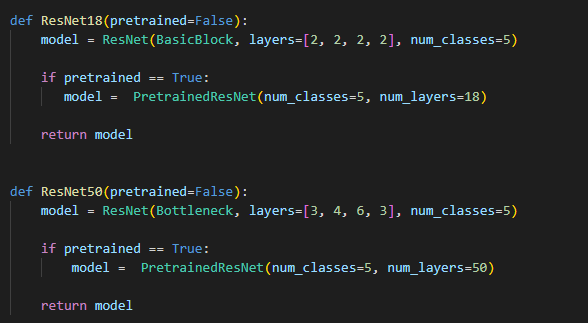 def ResNet18(pretrained=False):
    model = ResNet(BasicBlock, layers=[2, 2, 2, 2], num_classes=5)
    if pretrained == True:
        model =  PretrainedResNet(num_classes=5, num_layers=18)
    return model
def ResNet50(pretrained=False):
    model = ResNet(Bottleneck, layers=[3, 4, 6, 3], num_classes=5)
    if pretrained == True:
         model =  PretrainedResNet(num_classes=5, num_layers=50)
    return model